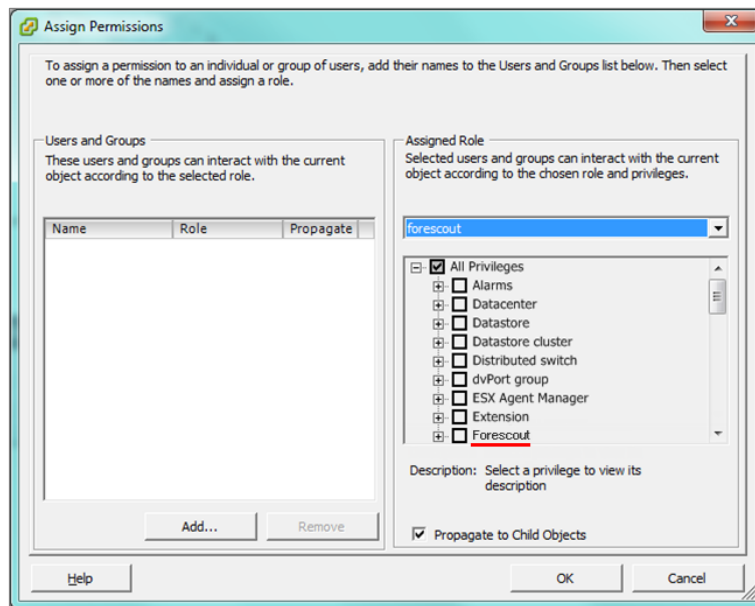 Assign Permissions
To assign a permission to an individual or group of users, add their names to the Users and Groups list below. Then select
one or more of the names and assign a role.
Users and Groups
These users and groups can interact with the current
object according to the selected role.
Name Role Propagate
Add... Remove
Assigned Role
Selected users and groups can interact with the current
object according to the chosen role and privileges.
forescout
All Privileges
Alarms
Datacenter
Datastore
Datastore cluster
Distributed switch
dvPort group
ESX Agent Manager
Extension
Forescout
Description: Select a privilege to view its
description
Propagate to Child Objects
Help OK Cancel